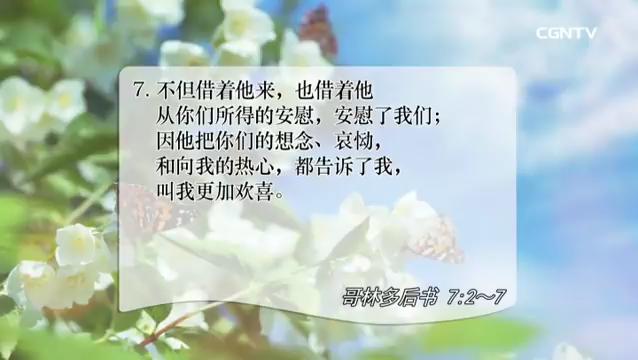 CGNTV
7. 不但借着他来，也借着他
从你们所得的安慰，安慰了我们；
因他把你们的想念、哀恸，
和向我的热心，都告诉了我，
叫我更加欢喜。
哥林多后书 7:2～7